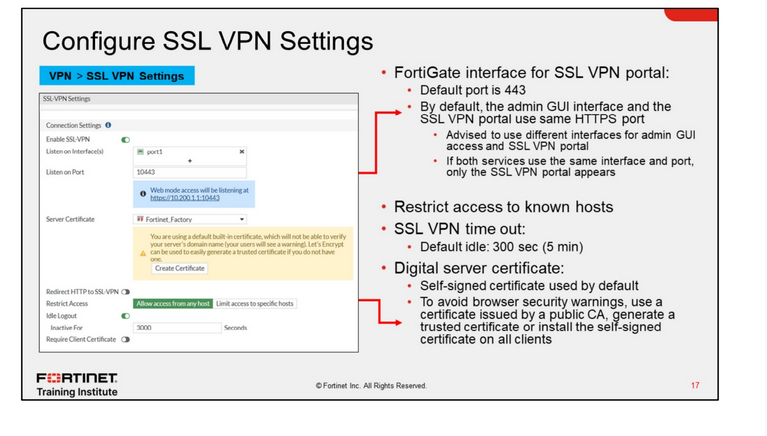 Configure SSL VPN Settings
VPN > SSL VPN Settings
SSL-VPN Settings
Connection Settings
Enable SSL-VPN
Listen on Interface(s)
port1
Listen on Port
10443
Web mode access will be listening at
https://10.200.1.1:10443
Server Certificate
Fortinet_Factory
You are using a default built-in certificate, which will not be able to verify
your server's domain name (your users will see a warning). Let's Encrypt
can be used to easily generate a trusted certificate if you do not have
one.
Create Certificate
Redirect HTTP to SSL-VPN
Restrict Access
Allow access from any host
Limit access to specific hosts
Idle Logout
Inactive For
3000
Seconds
Require Client Certificate
• FortiGate interface for SSL VPN portal:
• Default port is 443
• By default, the admin GUI interface and the
SSL VPN portal use same HTTPS port
• Advised to use different interfaces for admin GUI
access and SSL VPN portal
• If both services use the same interface and port,
only the SSL VPN portal appears
• Restrict access to known hosts
• SSL VPN time out:
• Default idle: 300 sec (5 min)
• Digital server certificate:
• Self-signed certificate used by default
• To avoid browser security warnings, use a
certificate issued by a public CA, generate a
trusted certificate or install the self-signed
certificate on all clients
FORTINET
Training Institute
© Fortinet Inc. All Rights Reserved.
17